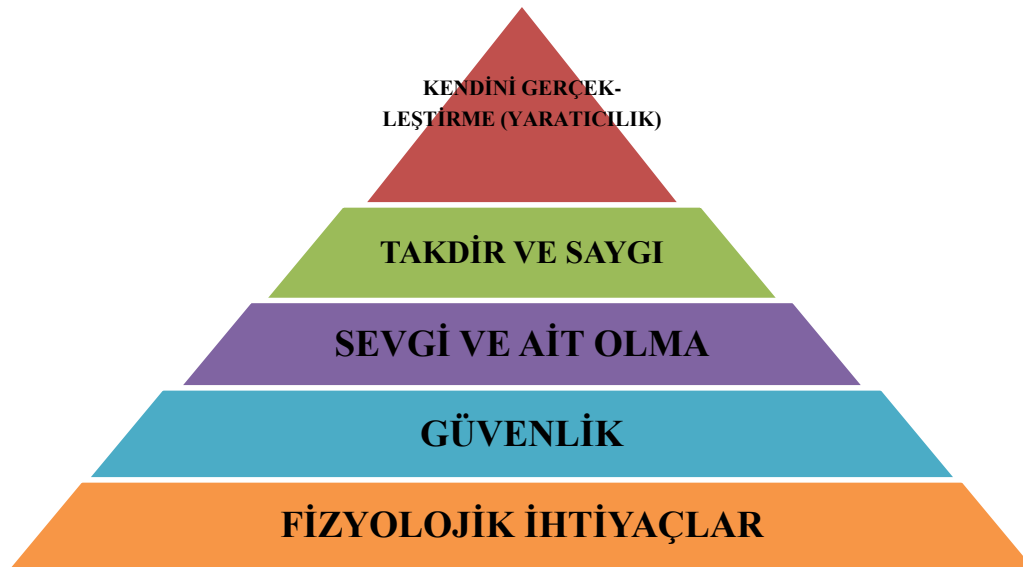 KENDİNİ GERÇEK-
LEŞTİRME (YARATICILIK)
TAKDİR VE SAYGI
SEVGİ VE AİT OLMA
GÜVENLİK
FİZYOLOJİK İHTİYAÇLAR